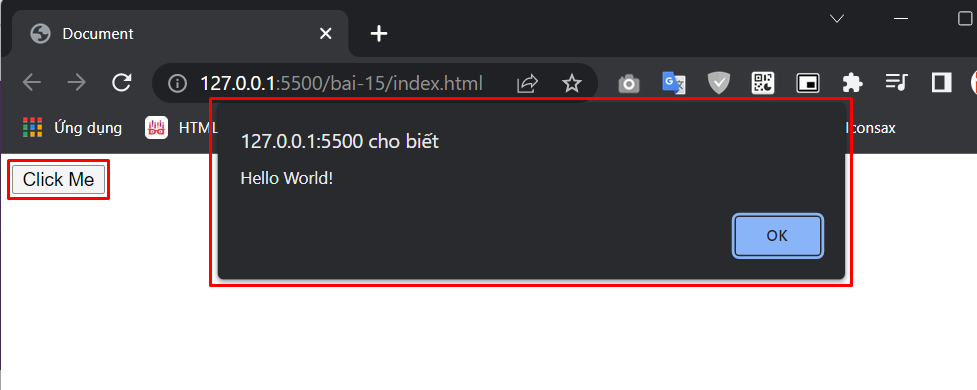 Document
127.0.0.1:5500/bai-15/index.html
Ứng dụng
HTML
Iconsax
127.0.0.1:5500 cho biết
Hello World!
OK
Click Me